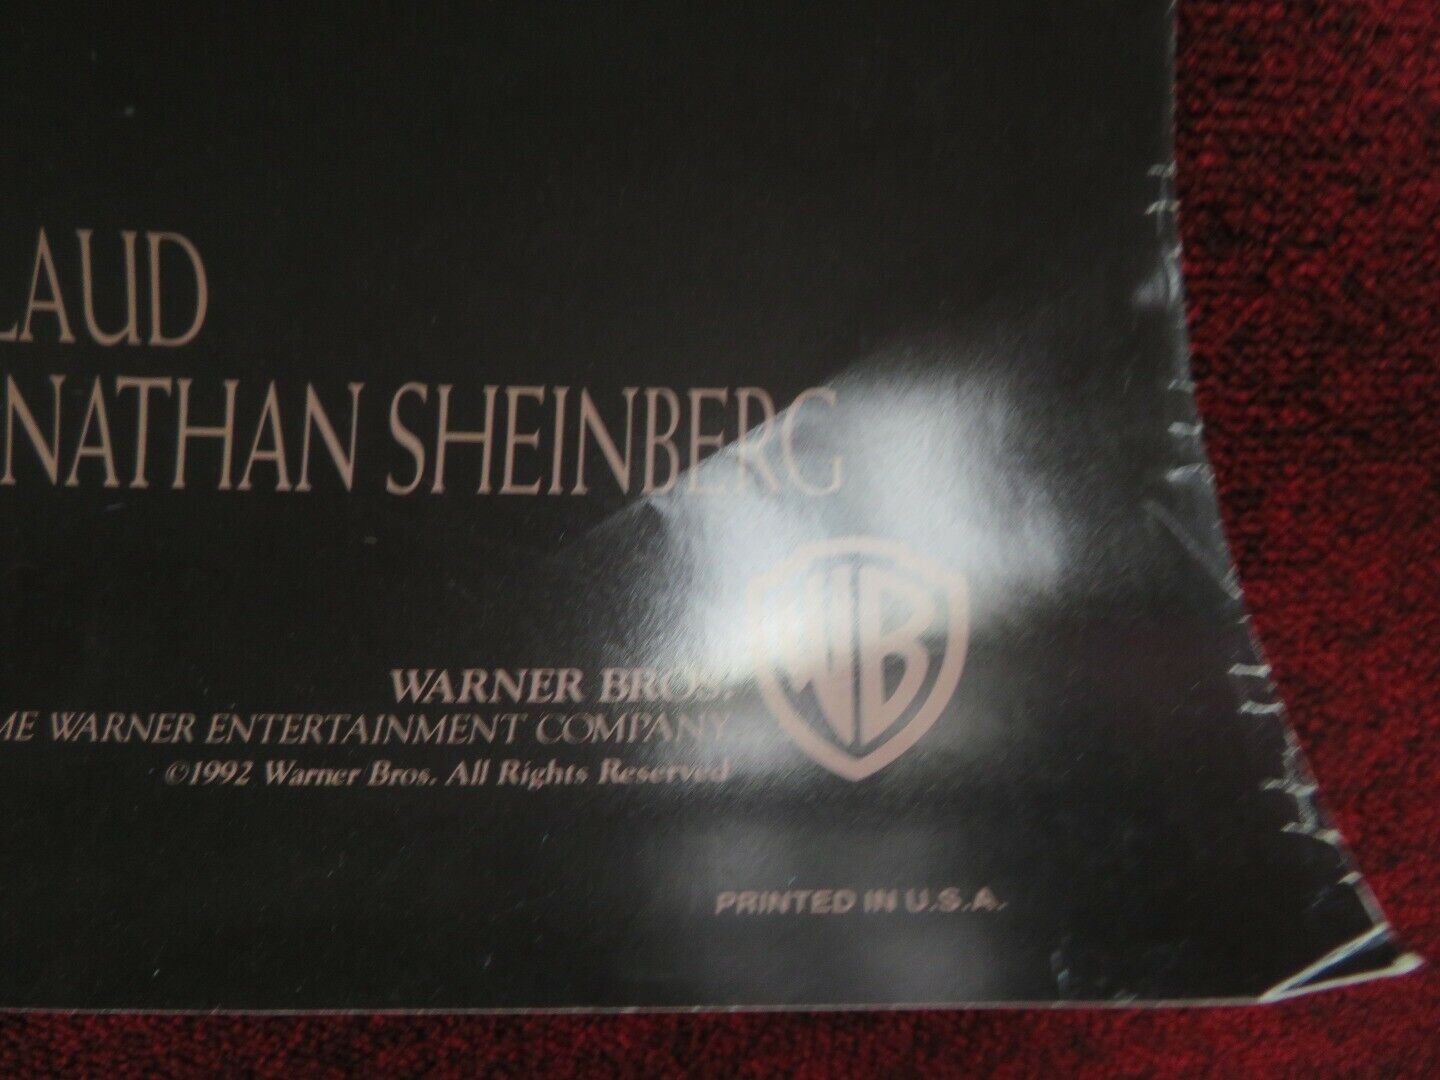 LAUD
NATHAN SHEINBERG
WB
WARNER BROS.
ME WARNER ENTERTAINMENT COMPANY
©1992 Warner Bros. All Rights Reserved
PRINTED IN U.S.A.